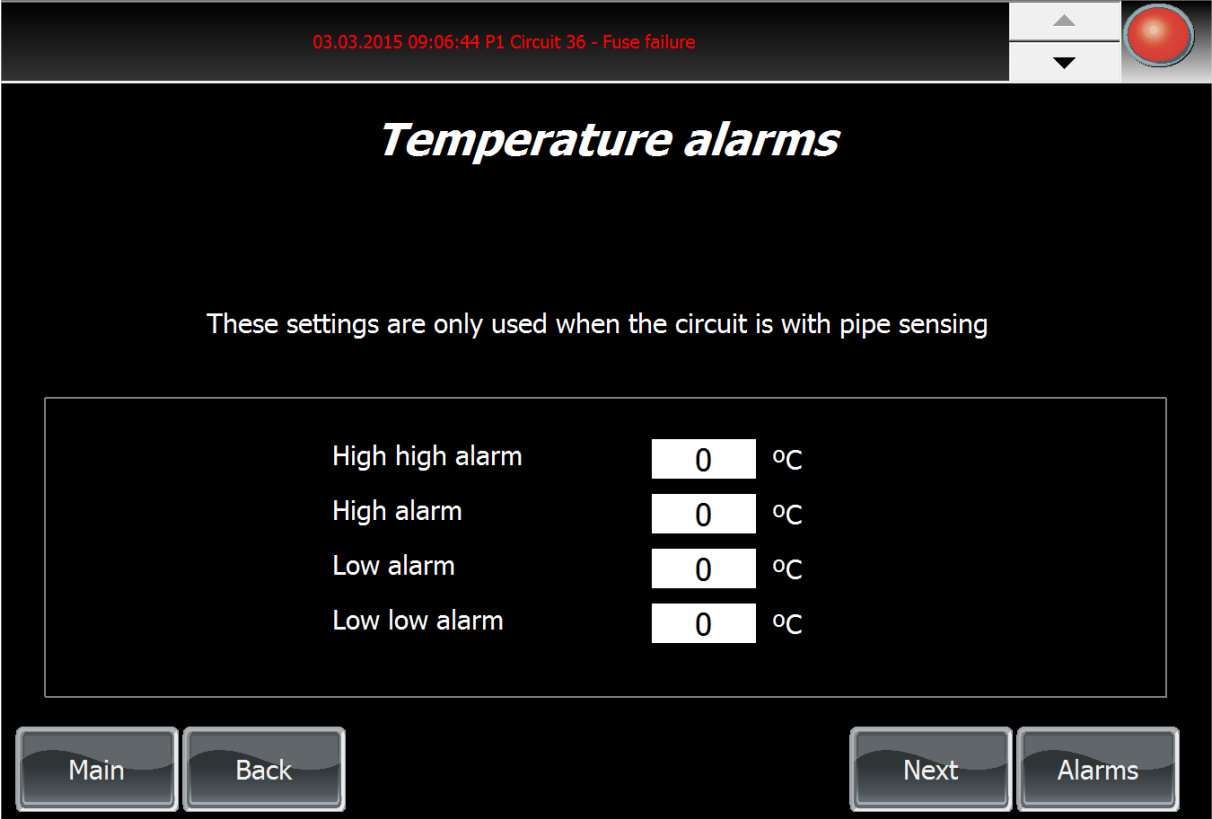 03.03.2015 09:06:44 P1 Circuit 36 - Fuse failure
Temperature alarms
These settings are only used when the circuit is with pipe sensing
High high alarm 0 ºC
High alarm 0 ºC
Low alarm 0 ºC
Low low alarm 0 ºC
Main Back Next Alarms